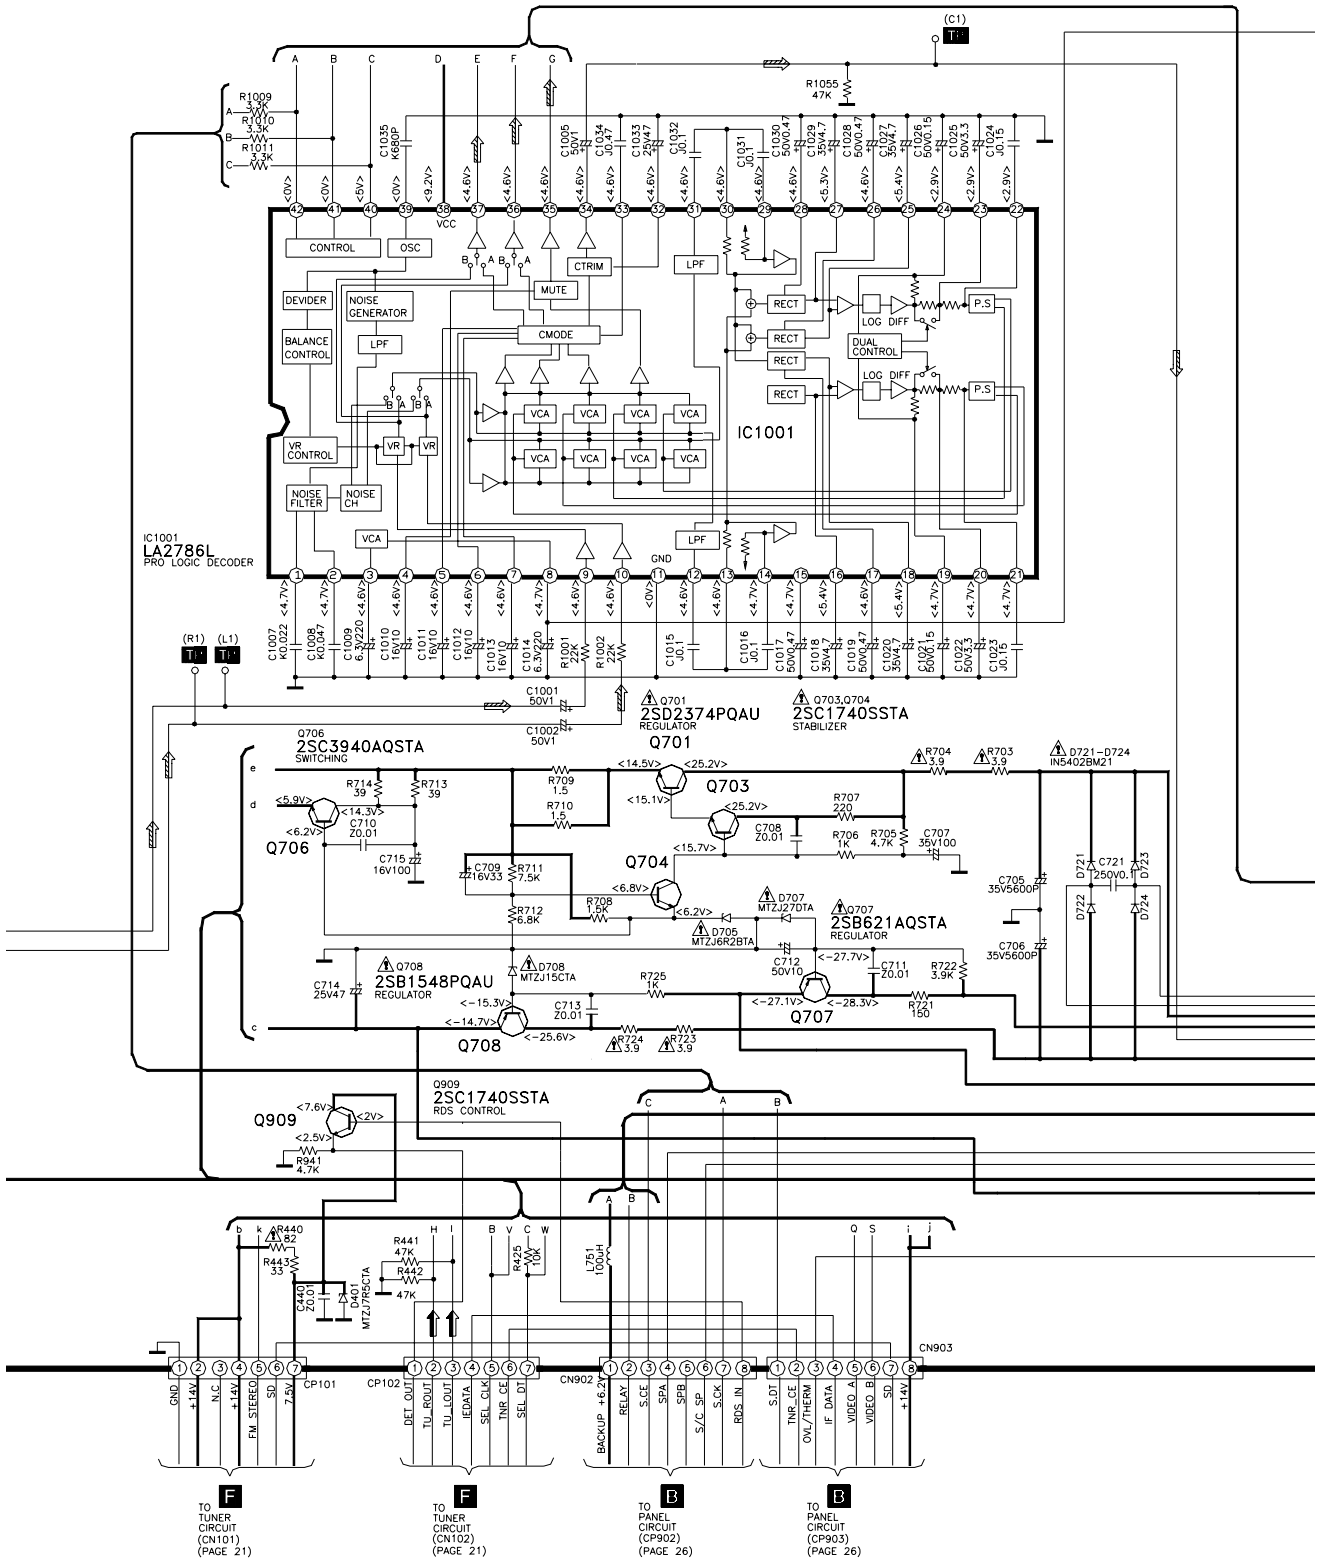 (C1)
TP
A
B
C
D
E
F
G
R1009
3.3K
R1010
3.3K
R1011
3.3K
A
B
C
R1055
47K
C1035
K680P
C1005
50V1
C1034
J0.47
C1033
25V47
C1032
J0.1
C1031
J0.1
C1030
50V0.47
C1029
35V4.7
C1028
50V0.47
C1027
35V4.7
C1026
50V0.15
C1025
50V3.3
C1024
J0.15
<0V>
<0V>
<5V>
<0V>
<9.2V>
<4.6V>
<4.6V>
<4.6V>
<4.6V>
<4.6V>
<4.6V>
<4.6V>
<4.6V>
<4.6V>
<4.6V>
<5.3V>
<4.6V>
<5.4V>
<2.9V>
<2.9V>
<2.9V>
42 41 40 39 38 37 36 35 34 33 32 31 30 29 28 27 26 25 24 23 22
VCC
CONTROL
OSC
B A B A
CTRIM
LPF
DEVIDER
NOISE
GENERATOR
MUTE
RECT
LOG DIFF
P.S
BALANCE
CONTROL
LPF
CMODE
RECT
DUAL
CONTROL
RECT
LOG DIFF
P.S
RECT
B A B A
VCA VCA VCA VCA
IC1001
VR
CONTROL
VR VR
VCA VCA VCA VCA
NOISE
FILTER
NOISE
CH
VCA
LPF
GND
IC1001
LA2786L
PRO LOGIC DECODER
1 2 3 4 5 6 7 8 9 10 11 12 13 14 15 16 17 18 19 20 21
<4.7V>
<4.7V>
<4.6V>
<4.6V>
<4.6V>
<4.6V>
<4.6V>
<4.7V>
<4.6V>
<4.6V>
<0V>
<4.6V>
<4.6V>
<4.6V>
<4.7V>
<5.4V>
<4.6V>
<5.4V>
<4.7V>
<4.7V>
<4.7V>
C1007
K0.022
C1008
K0.047
C1009
6.3V220
C1010
16V10
C1011
16V10
C1012
16V10
C1013
16V10
C1014
6.3V220
R1001
22K
R1002
22K
C1015
J0.1
C1016
J0.1
C1017
50V0.47
C1018
35V4.7
C1019
50V0.47
C1020
35V4.7
C1021
50V0.15
C1022
50V3.3
C1023
J0.15
(R1)
TP
(L1)
TP
C1001
50V1
C1002
50V1
Q701
2SD2374PQAU
REGULATOR
Q701
Q703,Q704
2SC1740SSTA
STABILIZER
Q706
2SC3940AQSTA
SWITCHING
e
d
c
R714
39
R713
39
R709
1.5
R710
1.5
<14.5V>
<25.2V>
<15.1V>
Q703
<25.2V>
R704
3.9
R703
3.9
D721-D724
IN5402BM21
<5.9V>
<14.3V>
<6.2V>
C710
Z0.01
Q706
C715
16V100
R707
220
C708
Z0.01
R706
1K
R705
4.7K
C707
35V100
<15.7V>
Q704
C709
16V33
R711
7.5K
R712
6.8K
R708
1.5K
<6.8V>
<6.2V>
D705
MTZJ6R2BTA
D707
MTZJ27DTA
Q707
2SB621AQSTA
REGULATOR
C705
35V5600P
C706
35V5600P
D721
D722
C721
250V0.1
D723
D724
C714
25V47
Q708
2SB1548PQAU
REGULATOR
D708
MTZJ15CTA
R725
1K
C712
50V10
<-27.7V>
C711
Z0.01
R722
3.9K
<-15.3V>
C713
Z0.01
<-27.1V>
<-28.3V>
R721
150
Q707
<-14.7V>
Q708
<-25.6V>
R724
3.9
R723
3.9
Q909
2SC1740SSTA
RDS CONTROL
<7.6V>
<2V>
Q909
<2.5V>
R941
4.7K
C
A
B
A
B
b
k
R440
82
R443
33
C440
Z0.01
D401
MTZJ7R5CTA
R441
47K
R442
47K
H
I
B
V
C
W
R425
10K
L751
100uH
Q
S
i
j
CP101
CP102
CN902
CN903
1 2 3 4 5 6 7
1 2 3 4 5 6 7
1 2 3 4 5 6 7 8
1 2 3 4 5 6 7 8
GND
+14V
N.C
+14V
FM STEREO
SD
7.5V
DET OUT
TU_ROUT
TU_LOUT
IEDATA
SEL CLK
TNR CE
SEL DT
BACKUP +6.2V
RELAY
S.CE
SPA
SPB
S/C SP
S.CK
RDS IN
S.DT
TNR_CE
OVL/THERM
IF DATA
VIDEO A
VIDEO B
SD
+14V
F
TO
TUNER
CIRCUIT
(CN101)
(PAGE 21)
F
TO
TUNER
CIRCUIT
(CN102)
(PAGE 21)
B
TO
PANEL
CIRCUIT
(CP902)
(PAGE 26)
B
TO
PANEL
CIRCUIT
(CP903)
(PAGE 26)